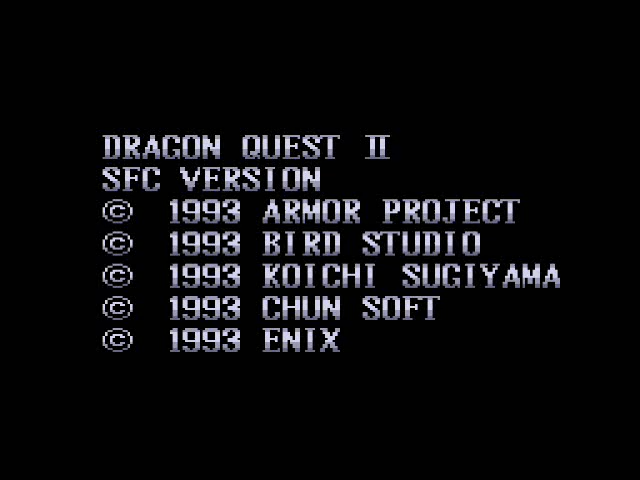 DRAGON QUEST II
SFC VERSION
© 1993 ARMOR PROJECT
© 1993 BIRD STUDIO
© 1993 KOICHI SUGIYAMA
© 1993 CHUN SOFT
© 1993 ENIX